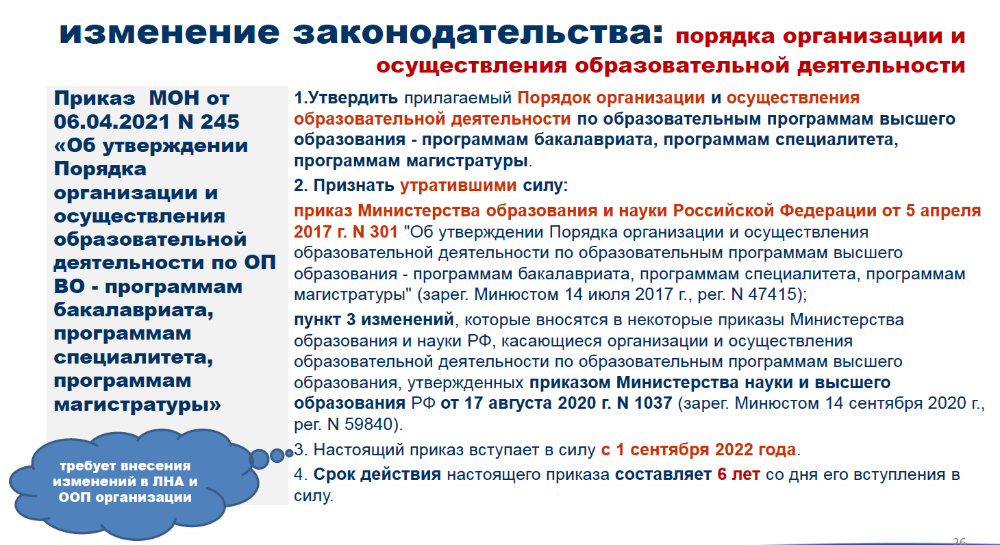 изменение законодательства: порядка организации и
осуществления образовательной деятельности
Приказ МОН от
06.04.2021 N 245
«Об утверждении
Порядка
организации и
осуществления
образовательной
деятельности по ОП
ВО - программам
бакалавриата,
программам
специалитета,
программам
магистратуры»
требует внесения
изменений в ЛНА и
ООП организации
1.Утвердить прилагаемый Порядок организации и осуществления
образовательной деятельности по образовательным программам высшего
образования - программам бакалавриата, программам специалитета,
программам магистратуры.
2. Признать утратившими силу:
приказ Министерства образования и науки Российской Федерации от 5 апреля
2017 г. N 301 "Об утверждении Порядка организации и осуществления
образовательной деятельности по образовательным программам высшего
образования - программам бакалавриата, программам специалитета, программам
магистратуры" (зарег. Минюстом 14 июля 2017 г., рег. N 47415);
пункт 3 изменений, которые вносятся в некоторые приказы Министерства
образования и науки РФ, касающиеся организации и осуществления
образовательной деятельности по образовательным программам высшего
образования, утвержденных приказом Министерства науки и высшего
образования РФ от 17 августа 2020 г. N 1037 (зарег. Минюстом 14 сентября 2020 г.,
рег. N 59840).
3. Настоящий приказ вступает в силу с 1 сентября 2022 года.
4. Срок действия настоящего приказа составляет 6 лет со дня его вступления в
силу.
26